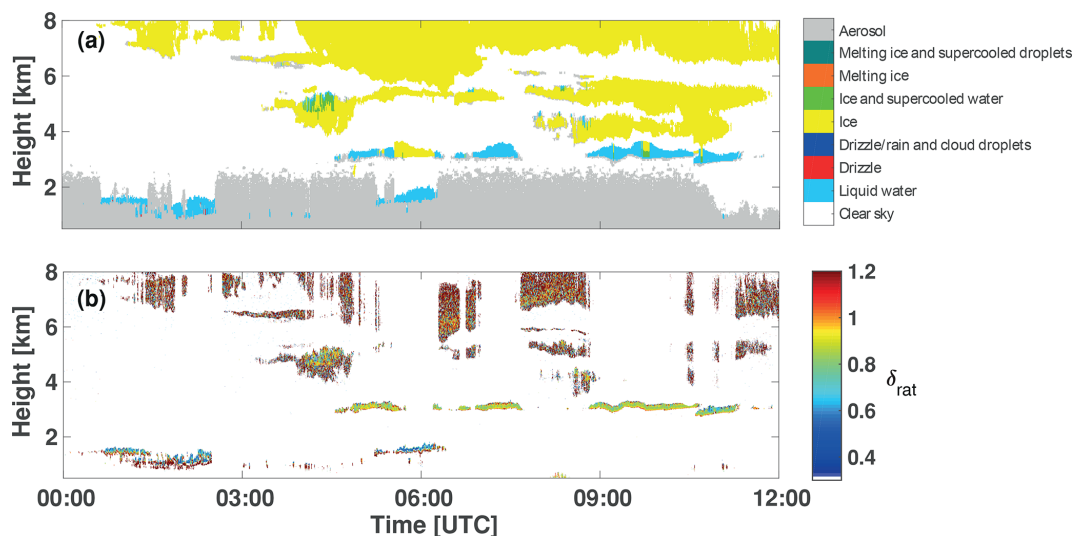 (a)
Height [km]
8
6
4
2
Aerosol
Melting ice and supercooled droplets
Melting ice
Ice and supercooled water
Ice
Drizzle/rain and cloud droplets
Drizzle
Liquid water
Clear sky
(b)
Height [km]
8
6
4
2
00:00 03:00 06:00 09:00 12:00
Time [UTC]
1.2
1
0.8
0.6
0.4
δrat